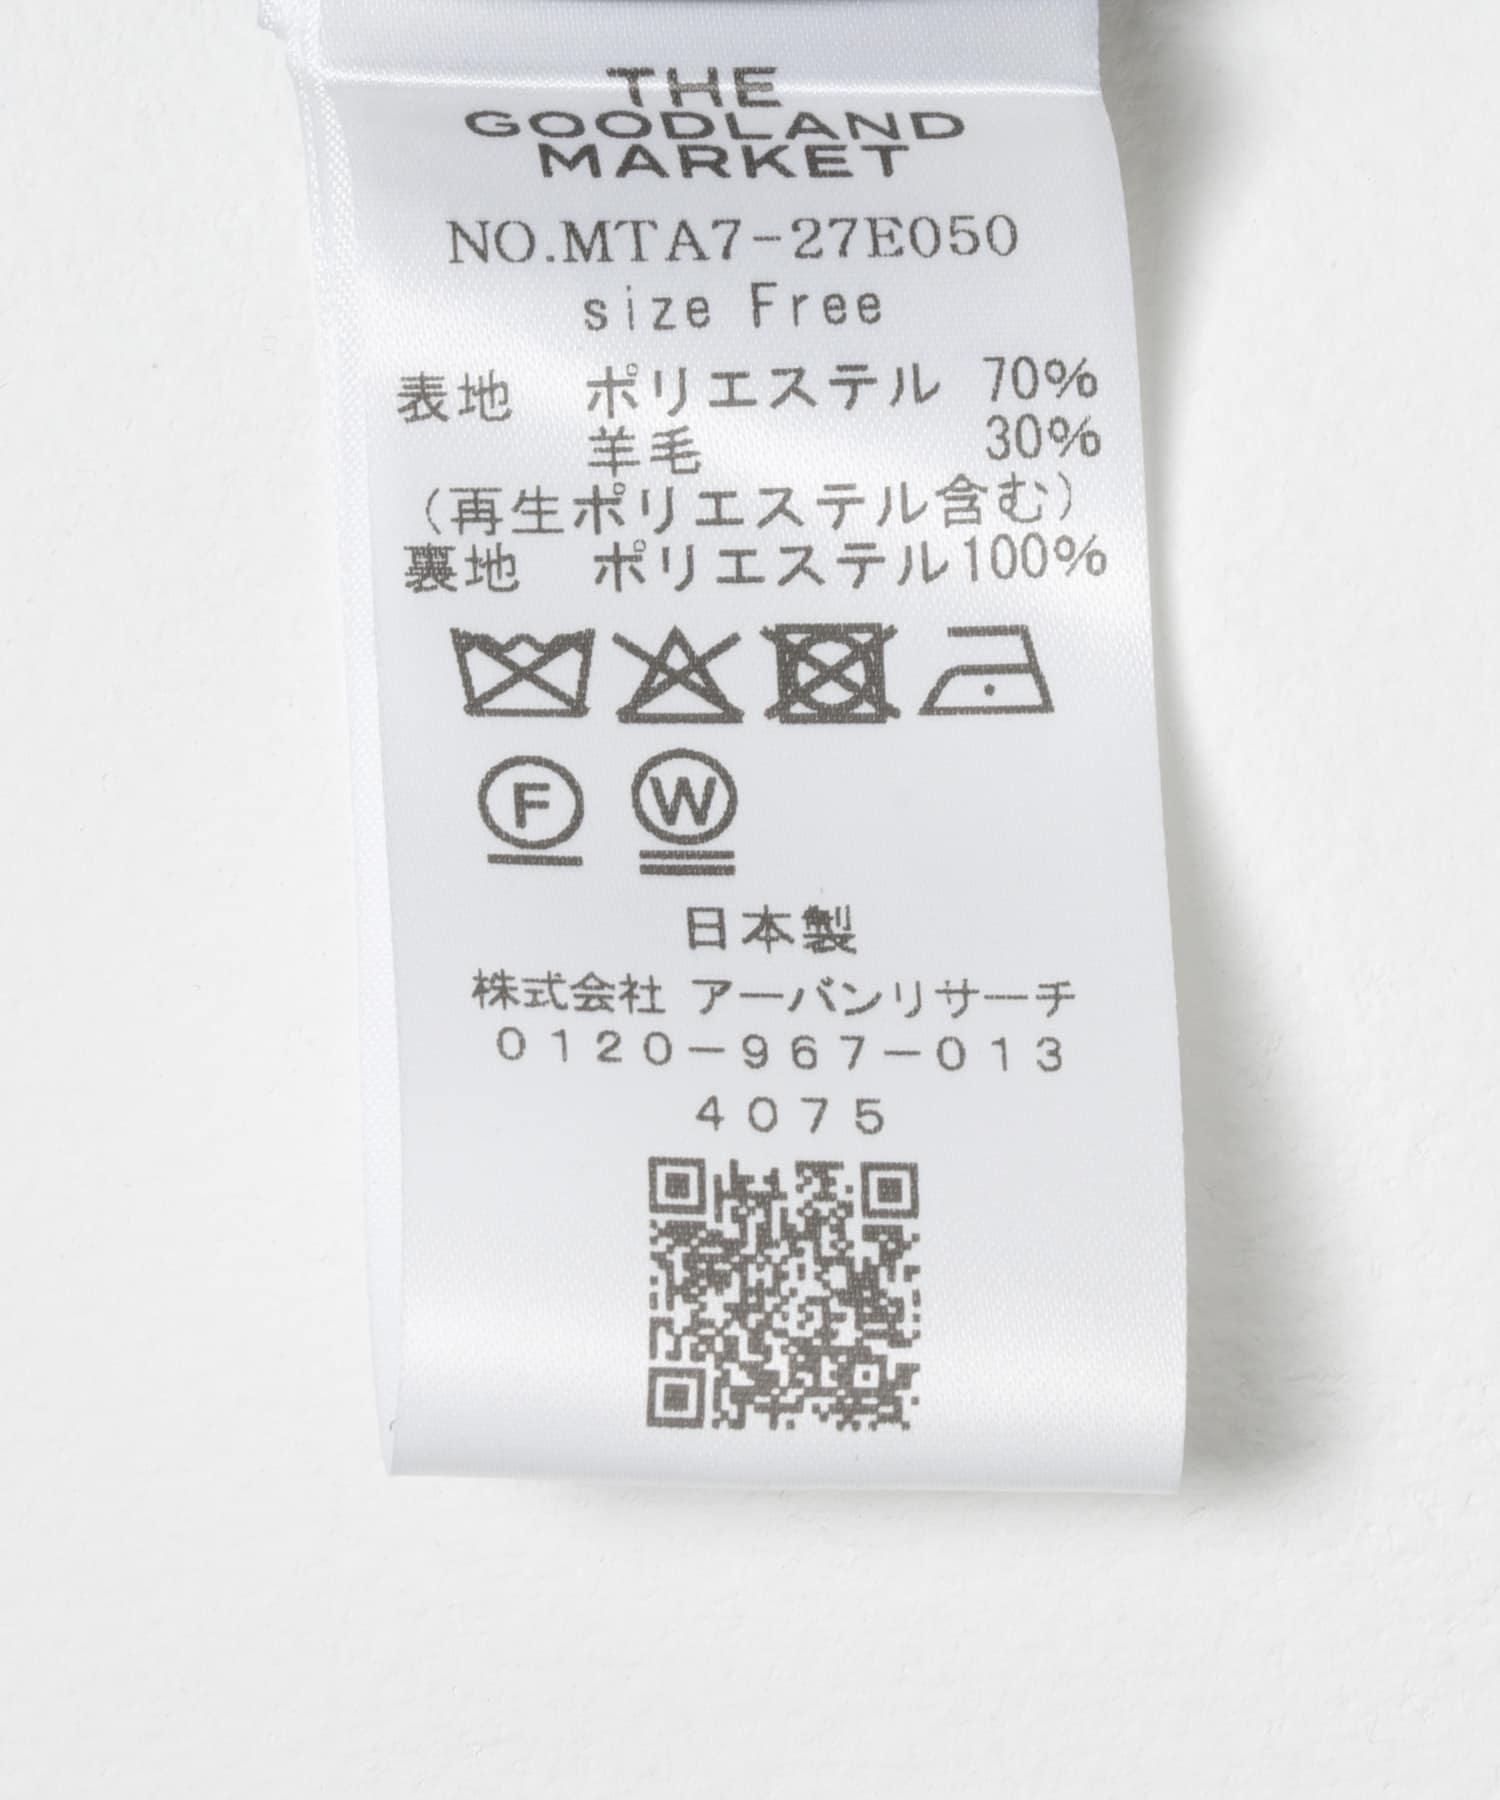 THE
GOODLAND
MARKET
NO.MTA7-27E050
size Free
表地 ポリエステル 70%
羊毛 30%
(再生ポリエステル含む)
裏地 ポリエステル100%
F W
日本製
株式会社 アーバンリサーチ
0120-967-013
4075